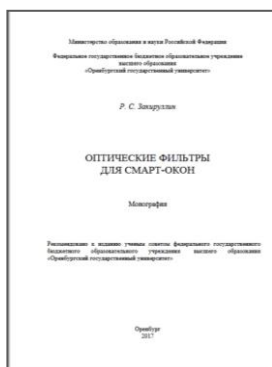 Министерство образования и науки Российской Федерации
Федеральное государственное бюджетное образовательное учреждение
высшего образования
«Оренбургский государственный университет»
Р. С. Закируллин
ОПТИЧЕСКИЕ ФИЛЬТРЫ
ДЛЯ СМАРТ-ОКОН
Монография
Рекомендовано к изданию ученым советом федерального государственного
бюджетного образовательного учреждения высшего образования
«Оренбургский государственный университет»
Оренбург
2017